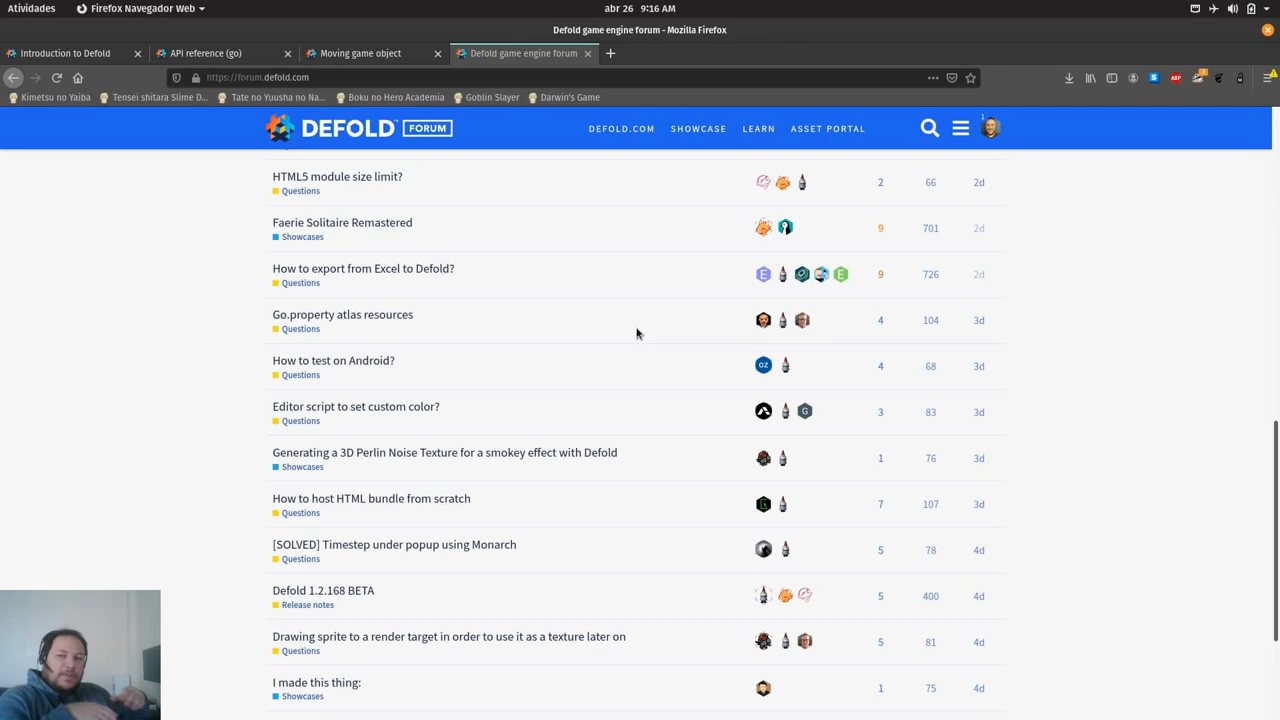 Atividades
Firefox Navegador Web
abr 26 9:16 AM
Defold game engine forum - Mozilla Firefox
Introduction to Defold
API reference (go)
Moving game object
Defold game engine forum
https://forum.defold.com
Kimetsu no Yaiba
Tensei shitara Slime D...
Tate no Yuusha no Na...
Boku no Hero Academia
Goblin Slayer
Darwin's Game
DEFOLD FORUM
DEFOLD.COM
SHOWCASE
LEARN
ASSET PORTAL
1
HTML5 module size limit?
Questions
2 66 2d
Faerie Solitaire Remastered
Showcases
9 701 2d
How to export from Excel to Defold?
Questions
E E
9 726 2d
Go.property atlas resources
Questions
4 104 3d
How to test on Android?
Questions
OZ
4 68 3d
Editor script to set custom color?
Questions
G
3 83 3d
Generating a 3D Perlin Noise Texture for a smokey effect with Defold
Showcases
1 76 3d
How to host HTML bundle from scratch
Questions
7 107 3d
[SOLVED] Timestep under popup using Monarch
Questions
5 78 4d
Defold 1.2.168 BETA
Release notes
5 400 4d
Drawing sprite to a render target in order to use it as a texture later on
Questions
5 81 4d
I made this thing:
Showcases
1 75 4d